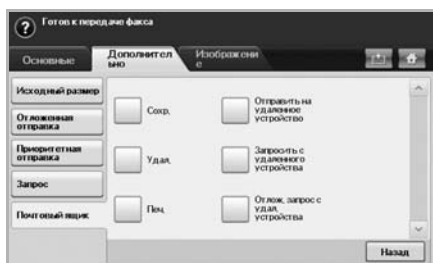 Готов к передаче факса
Основные
Дополнител
ьно
Изображени
е
Исходный размер
Отложенная
отправка
Приоритетная
отправка
Запрос
Почтовый ящик
Сохр.
Отправить на
удаленное
устройство
Удал.
Запросить с
удаленного
устройства
Печ.
Отлож. запрос с
удал.
устройства
Назад